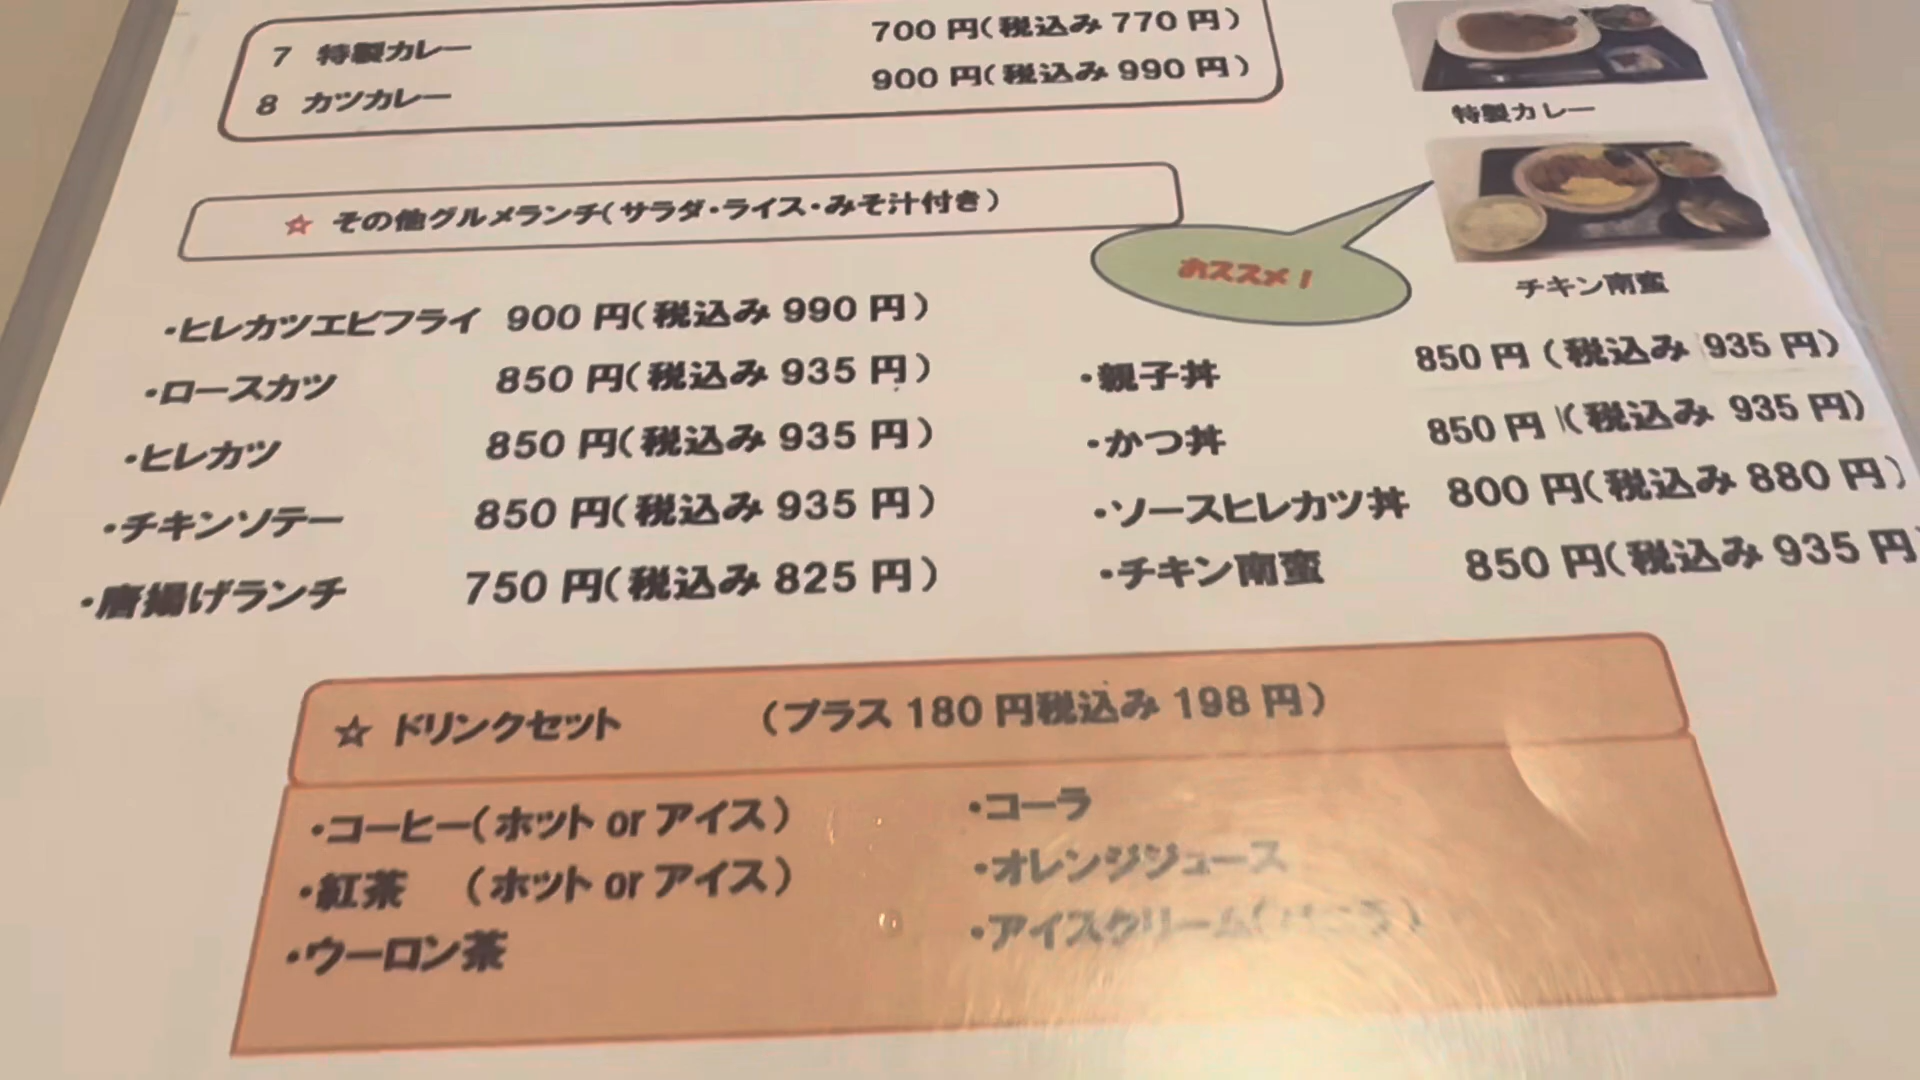 7 特製カレー 700円(税込み770円)
8 カツカレー 900円(税込み990円)
特製カレー
☆ その他グルメランチ(サラダ・ライス・みそ汁付き)
おススメ!
チキン南蛮
・ヒレカツエビフライ 900円(税込み990円)
・ロースカツ 850円(税込み935円)
・ヒレカツ 850円(税込み935円)
・チキンソテー 850円(税込み935円)
・唐揚げランチ 750円(税込み825円)
・親子丼 850円(税込み 935円)
・かつ丼 850円(税込み 935円)
・ソースヒレカツ丼 800円(税込み880円)
・チキン南蛮 850円(税込み935円
☆ ドリンクセット (プラス180円税込み198円)
・コーヒー(ホット or アイス)
・紅茶 (ホット or アイス)
・ウーロン茶
・コーラ
・オレンジジュース
・アイスクリーム(バニラ)